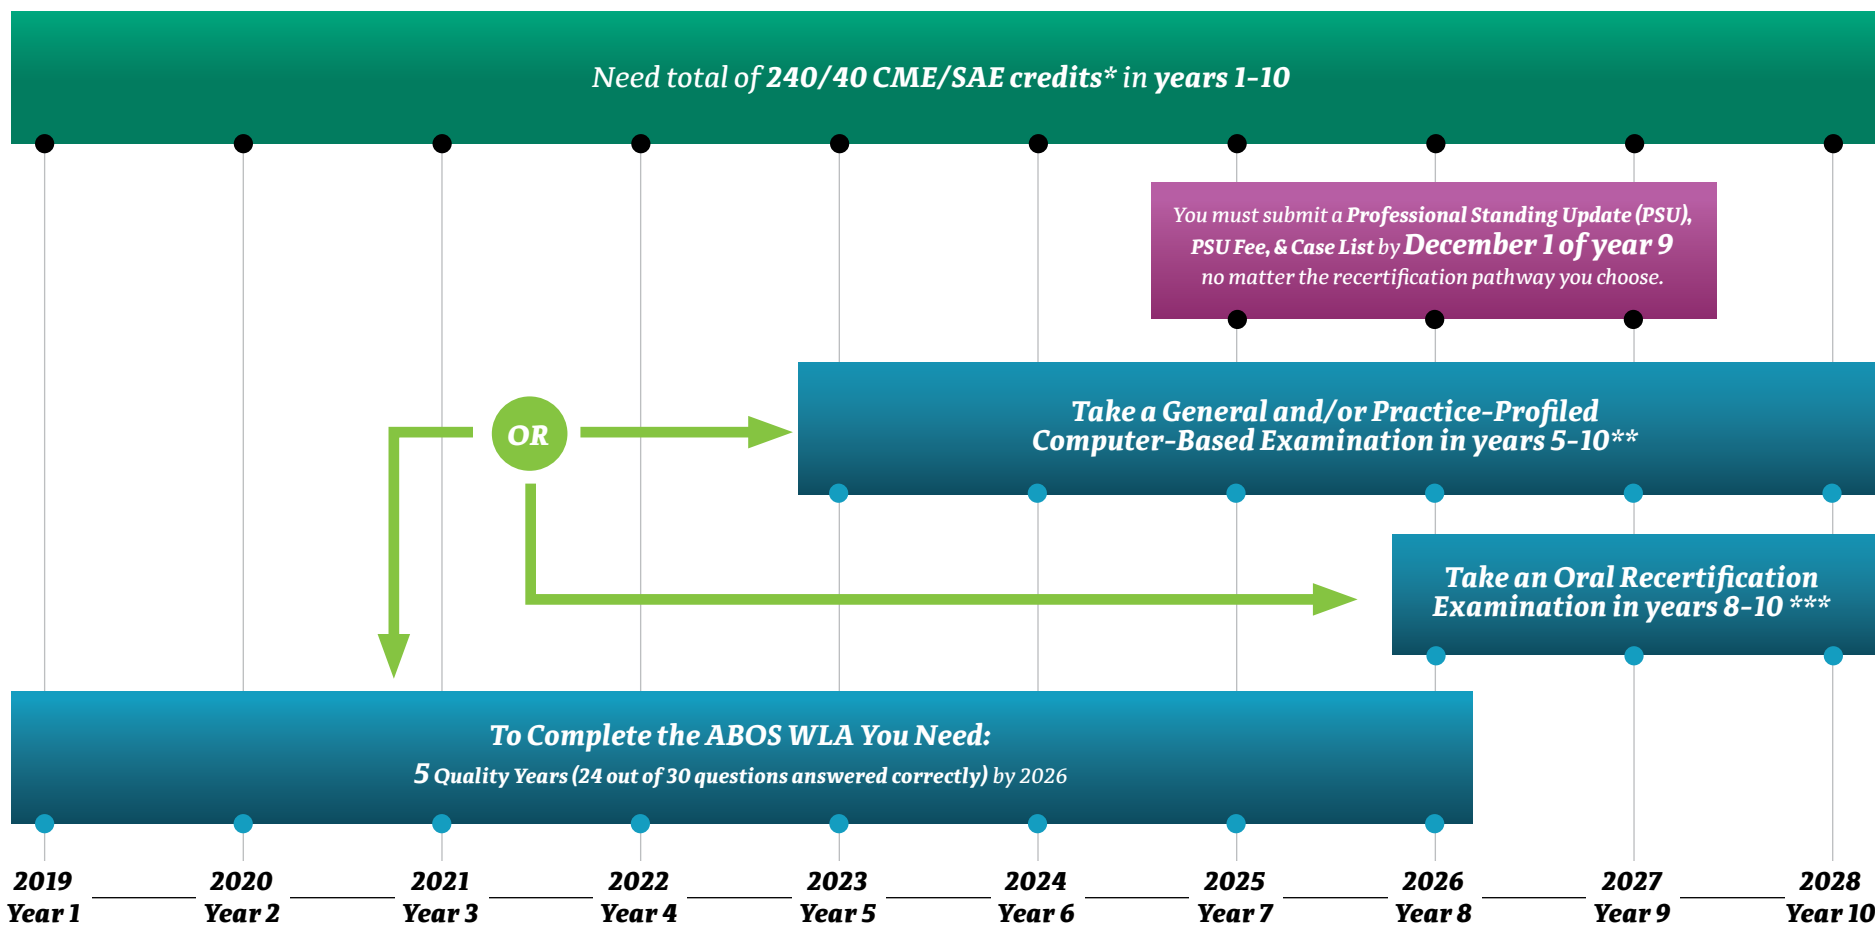 Need total of 240/40 CME/SAE credits* in years 1-10
You must submit a Professional Standing Update (PSU),
PSU Fee, & Case List by December 1 of year 9
no matter the recertification pathway you choose.
OR
Take a General and/or Practice-Profiled
Computer-Based Examination in years 5-10**
Take an Oral Recertification
Examination in years 8-10 ***
To Complete the ABOS WLA You Need:
5 Quality Years (24 out of 30 questions answered correctly) by 2026
2019 2020 2021 2022 2023 2024 2025 2026 2027 2028
Year 1 Year 2 Year 3 Year 4 Year 5 Year 6 Year 7 Year 8 Year 9 Year 10